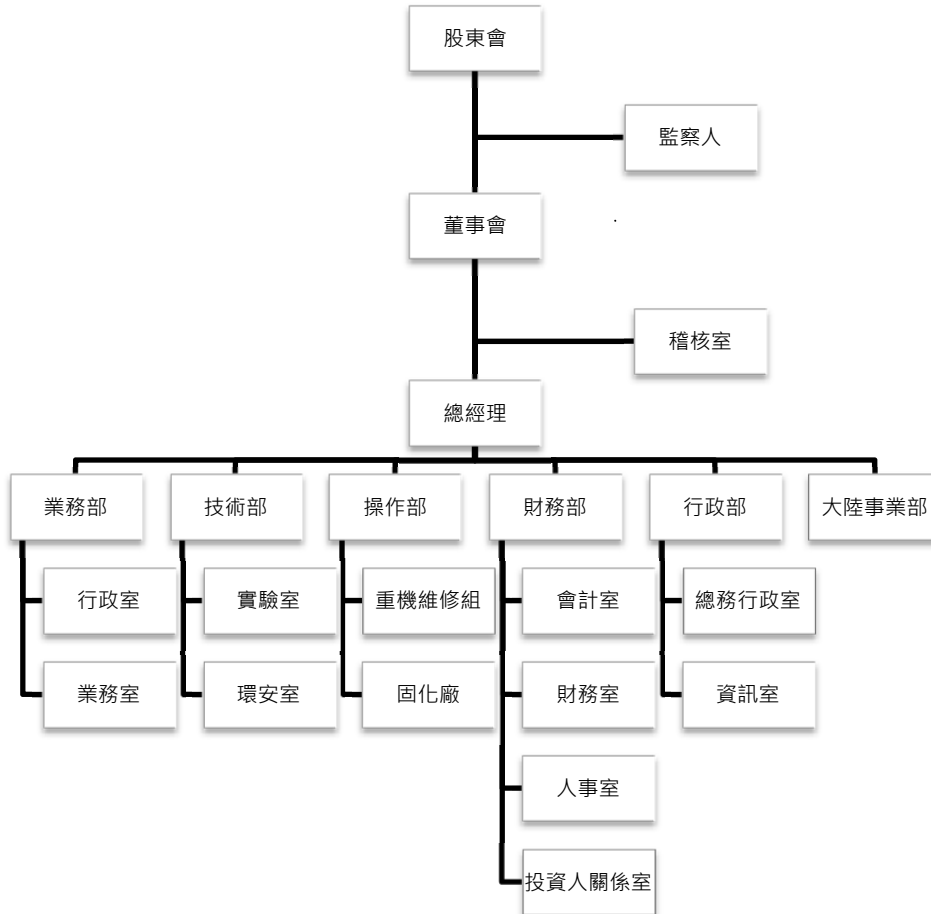 股東會
監察人
董事會
稽核室
總經理
業務部
技術部
操作部
財務部
行政部
大陸事業部
行政室
實驗室
重機維修組
會計室
總務行政室
業務室
環安室
固化廠
財務室
資訊室
人事室
投資人關係室